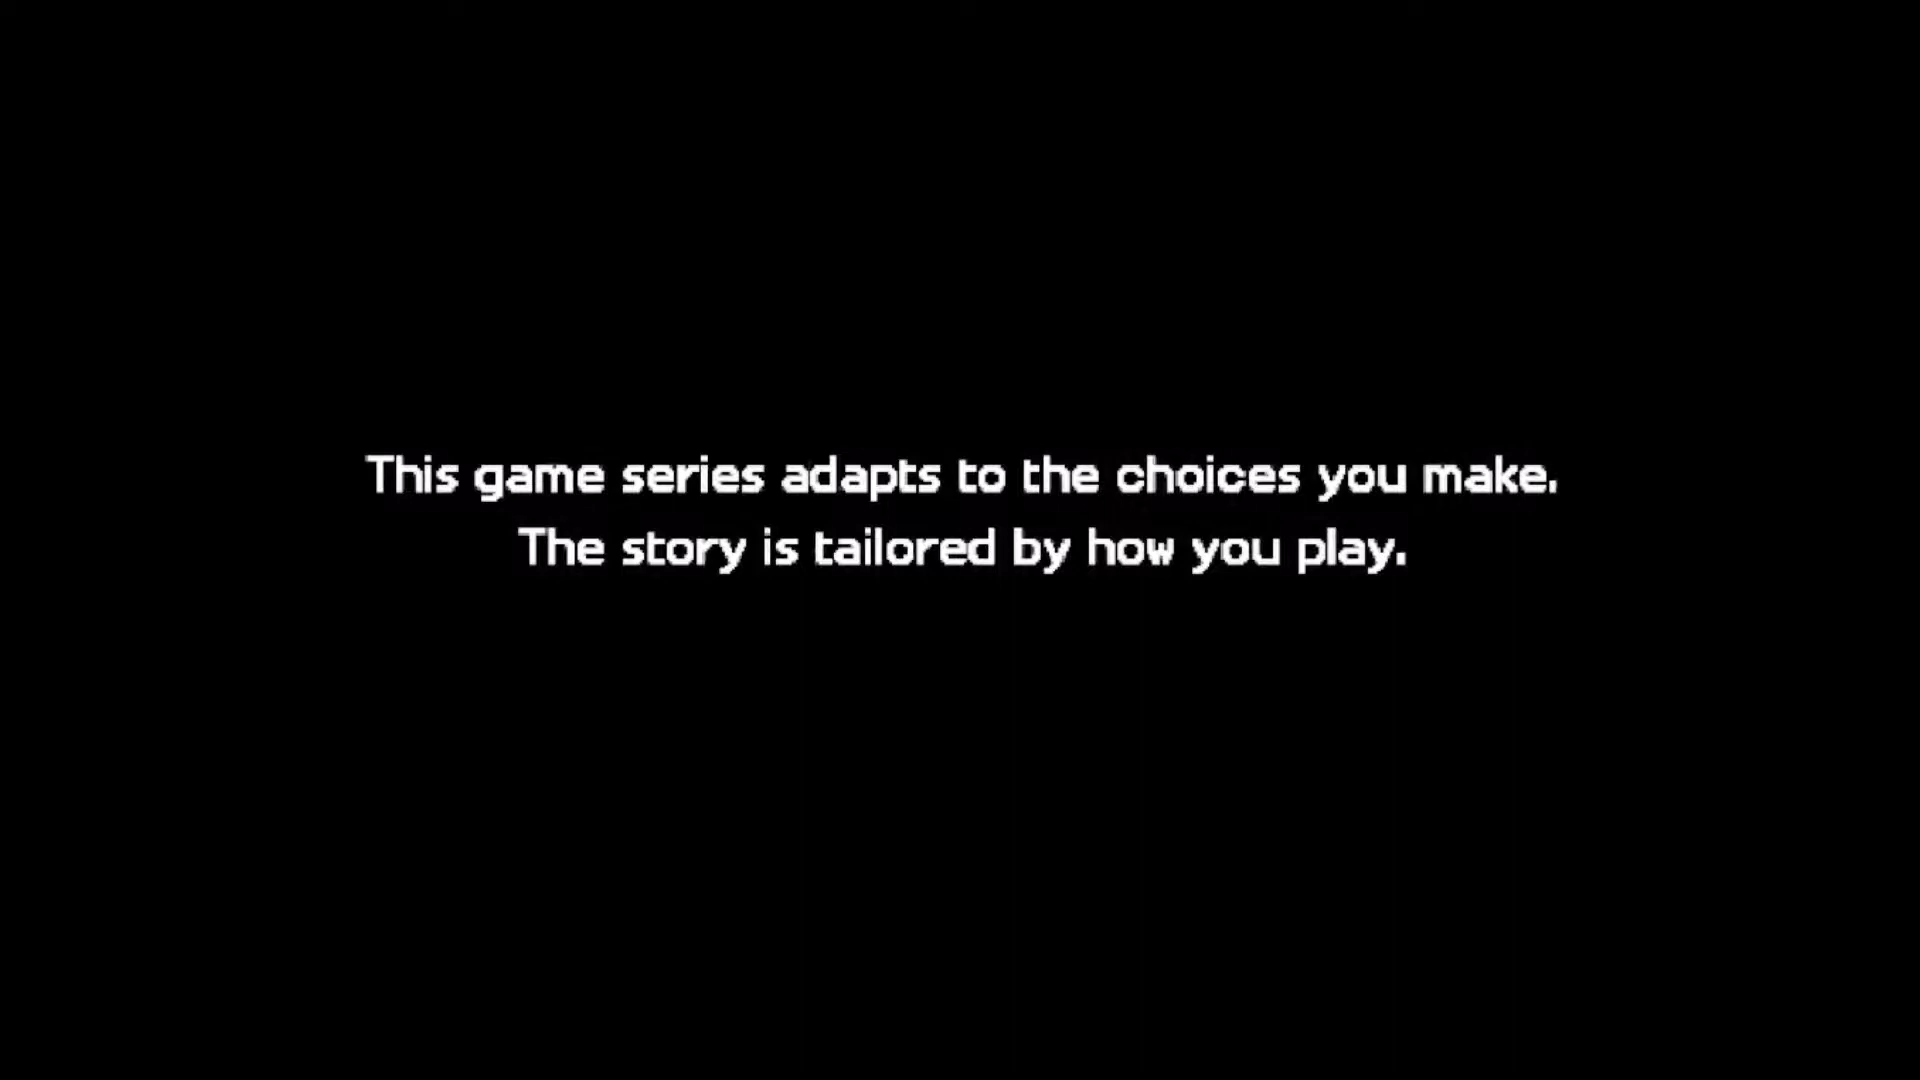 This game series adapts to the choices you make.
The story is tailored by how you play.